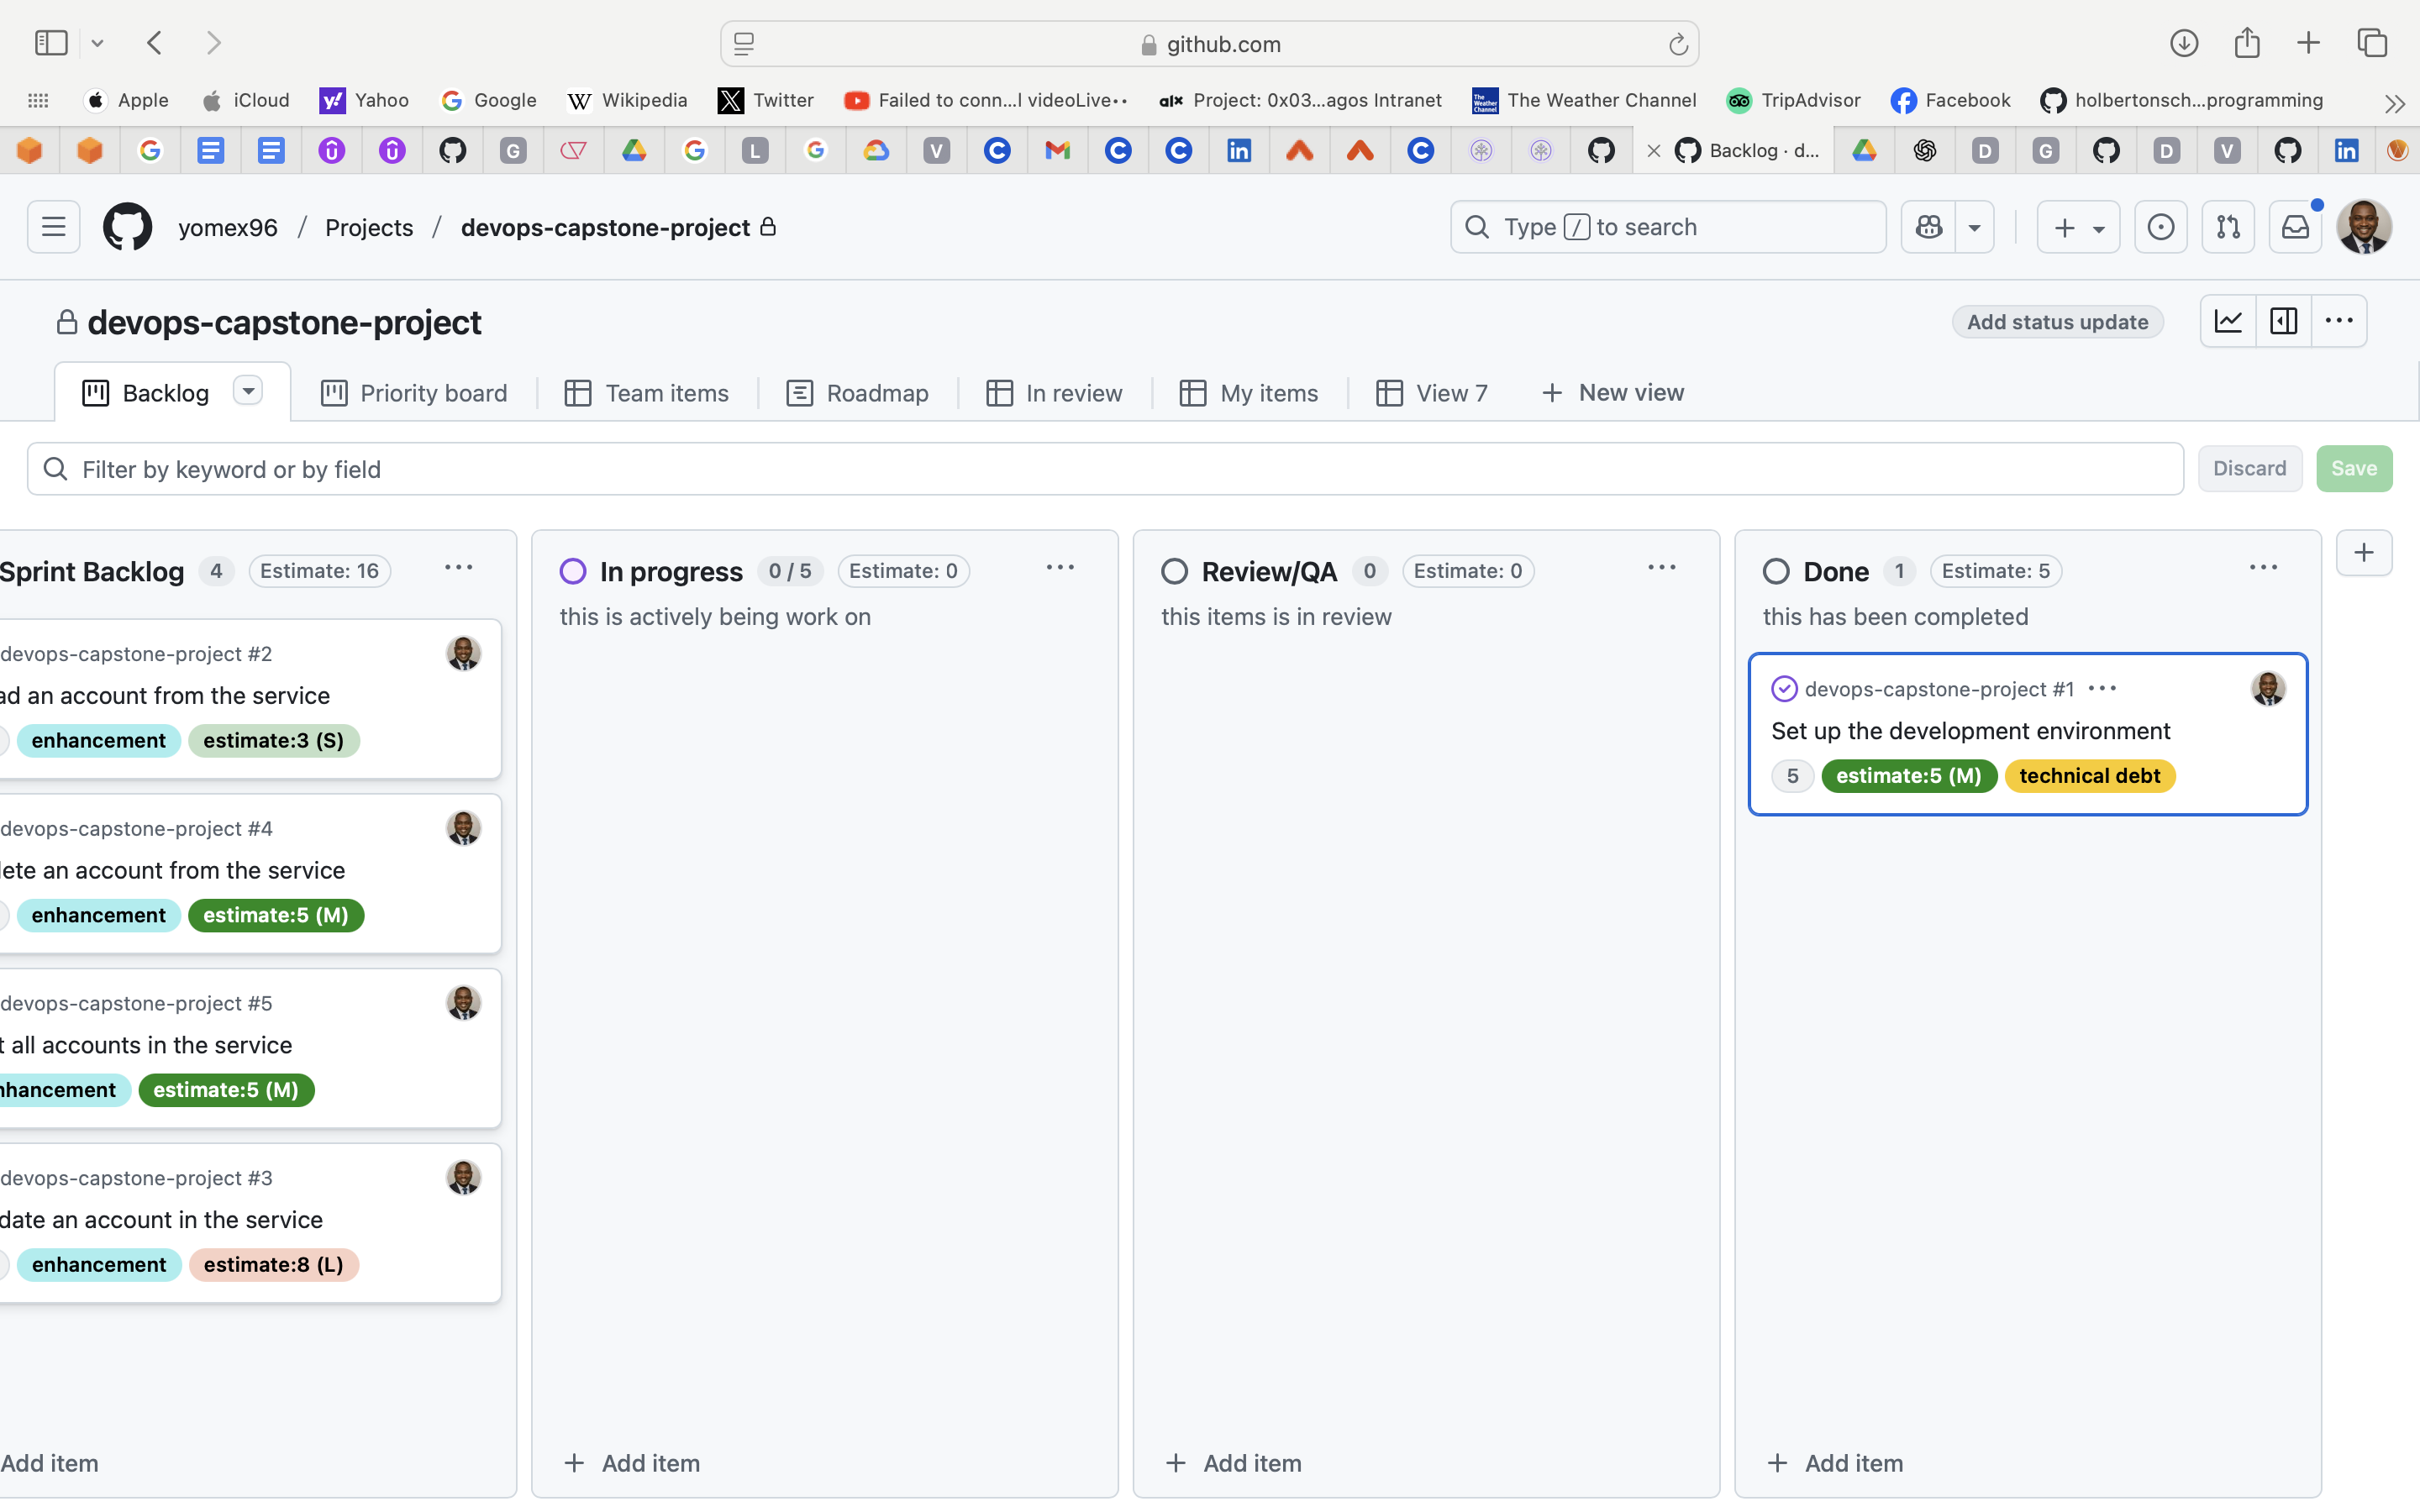 github.com
Apple iCloud Yahoo Google Wikipedia Twitter Failed to conn...l videoLive·· Project: 0x03...agos Intranet The Weather Channel TripAdvisor Facebook holbertonsch...programming
Backlog · d...
yomex96 / Projects / devops-capstone-project Type / to search
devops-capstone-project Add status update
Backlog Priority board Team items Roadmap In review My items View 7 + New view
Filter by keyword or by field Discard Save
Sprint Backlog 4 Estimate: 16
devops-capstone-project #2
ad an account from the service
enhancement estimate:3 (S)
devops-capstone-project #4
lete an account from the service
enhancement estimate:5 (M)
devops-capstone-project #5
t all accounts in the service
nhancement estimate:5 (M)
devops-capstone-project #3
date an account in the service
enhancement estimate:8 (L)
Add item
In progress 0 / 5 Estimate: 0
this is actively being work on
+ Add item
Review/QA 0 Estimate: 0
this items is in review
+ Add item
Done 1 Estimate: 5
this has been completed
devops-capstone-project #1
Set up the development environment
5 estimate:5 (M) technical debt
+ Add item